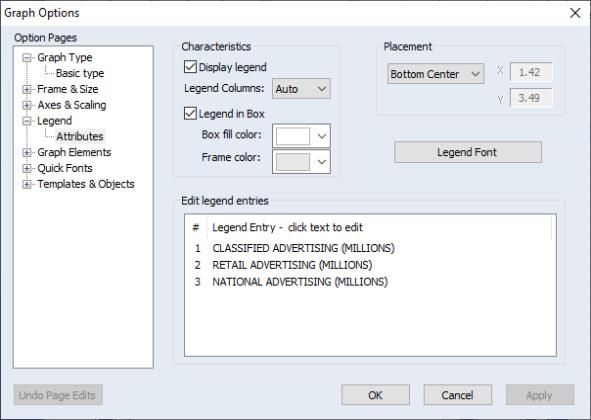 Graph Options
Option Pages
Graph Type
Basic type
Frame & Size
Axes & Scaling
Legend
Attributes
Graph Elements
Quick Fonts
Templates & Objects
Characteristics
Display legend
Legend Columns: Auto
Legend in Box
Box fill color:
Frame color:
Placement
Bottom Center X 1.42
Y 3.49
Legend Font
Edit legend entries
# Legend Entry - click text to edit
1 CLASSIFIED ADVERTISING (MILLIONS)
2 RETAIL ADVERTISING (MILLIONS)
3 NATIONAL ADVERTISING (MILLIONS)
Undo Page Edits OK Cancel Apply